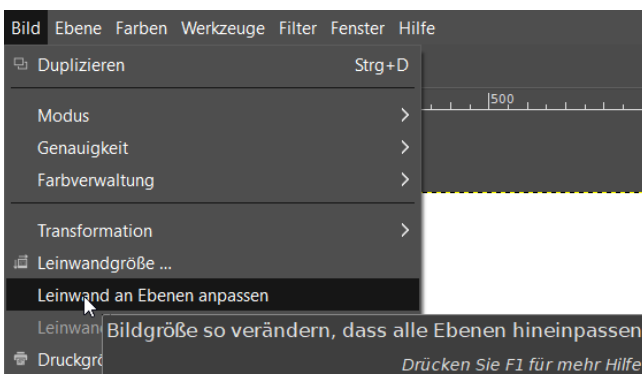 Bild Ebene Farben Werkzeuge Filter Fenster Hilfe
Duplizieren Strg+D
500
Modus
Genauigkeit
Farbverwaltung
Transformation
Leinwandgröße ...
Leinwand an Ebenen anpassen
Bildgröße so verändern, dass alle Ebenen hineinpassen
Drücken Sie F1 für mehr Hilfe